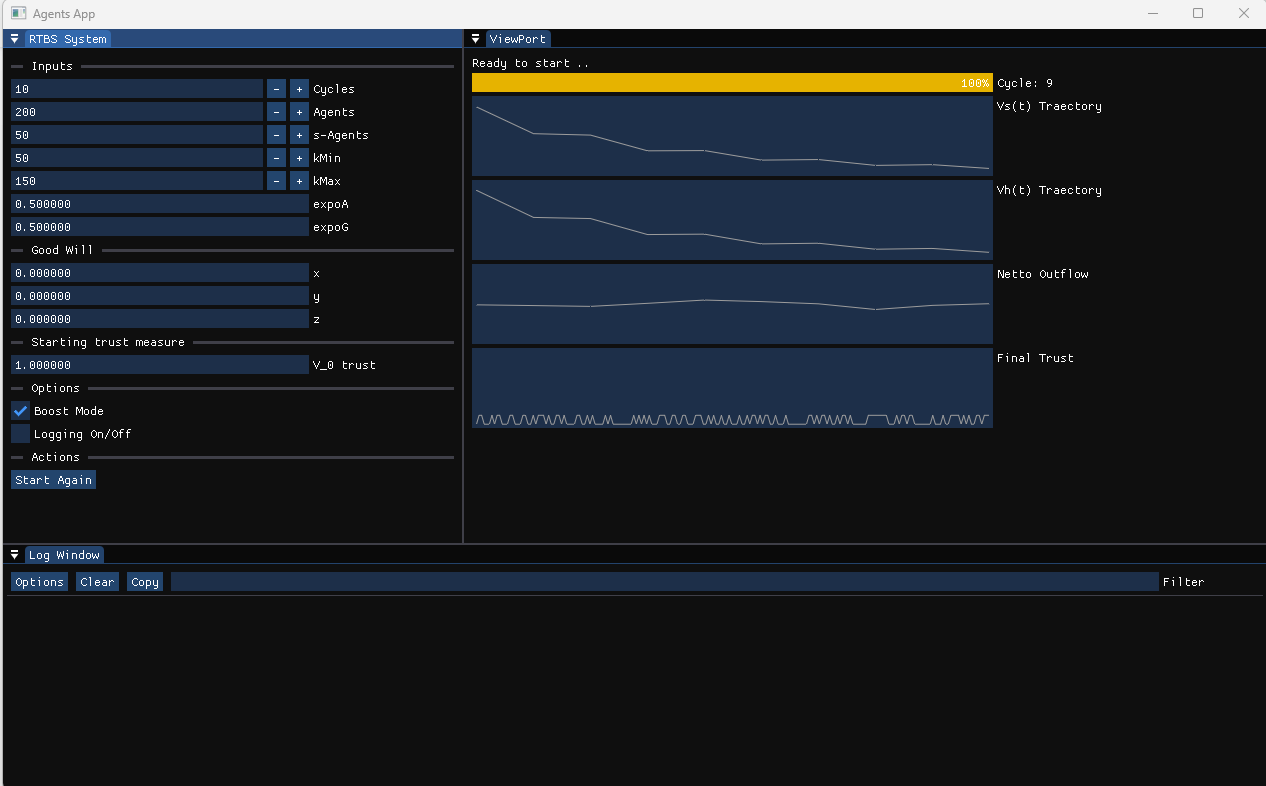 Agents App
RTBS System
Inputs
10 - + Cycles
200 - + Agents
50 - + s-Agents
50 - + kMin
150 - + kMax
0.500000 expoA
0.500000 expoG
Good Will
0.000000 x
0.000000 y
0.000000 z
Starting trust measure
1.000000 V_0 trust
Options
Boost Mode
Logging On/Off
Actions
Start Again
ViewPort
Ready to start ..
100% Cycle: 9
Vs(t) Traectory
Vh(t) Traectory
Netto Outflow
Final Trust
Log Window
Options Clear Copy Filter